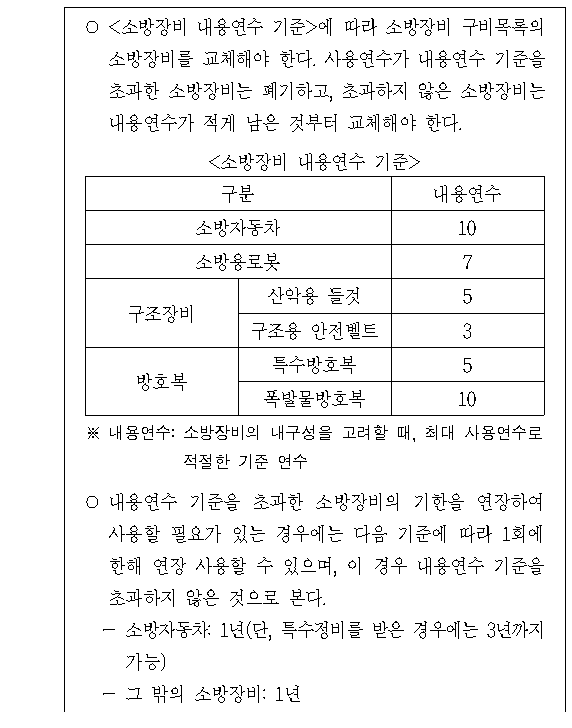 ○ <소방장비 내용연수 기준>에 따라 소방장비 구비목록의
소방장비를 교체해야 한다. 사용연수가 내용연수 기준을
초과한 소방장비는 폐기하고, 초과하지 않은 소방장비는
내용연수가 적게 남은 것부터 교체해야 한다.
<소방장비 내용연수 기준>
구분 내용연수
소방자동차 10
소방용로봇 7
구조장비 산악용 들것 5
구조용 안전벨트 3
방호복 특수방호복 5
폭발물방호복 10
※ 내용연수: 소방장비의 내구성을 고려할 때, 최대 사용연수로
적절한 기준 연수
○ 내용연수 기준을 초과한 소방장비의 기한을 연장하여
사용할 필요가 있는 경우에는 다음 기준에 따라 1회에
한해 연장 사용할 수 있으며, 이 경우 내용연수 기준을
초과하지 않은 것으로 본다.
- 소방자동차: 1년(단, 특수정비를 받은 경우에는 3년까지
가능)
- 그 밖의 소방장비: 1년